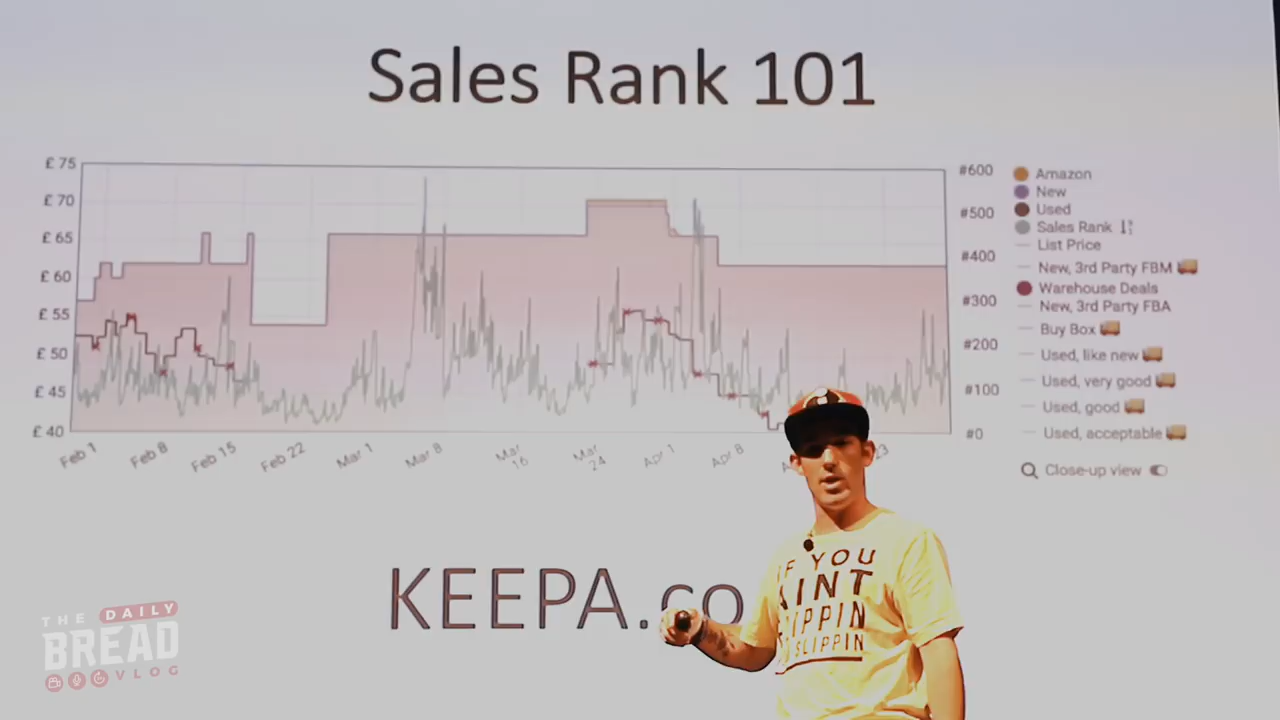 Sales Rank 101
£ 75
£ 70
£ 65
£ 60
£ 55
£ 50
£ 45
£ 40
#600
#500
#400
#300
#200
#100
#0
Feb 1
Feb 8
Feb 15
Feb 22
Mar 1
Mar 8
Mar 16
Mar 24
Apr 1
Apr 8
23
Amazon
New
Used
Sales Rank
List Price
New, 3rd Party FBM
Warehouse Deals
New, 3rd Party FBA
Buy Box
Used, like new
Used, very good
Used, good
Used, acceptable
Close-up view
KEEPA.co
IF YOU
AINT
SLIPPIN
THE DAILY
BREAD
VLOG